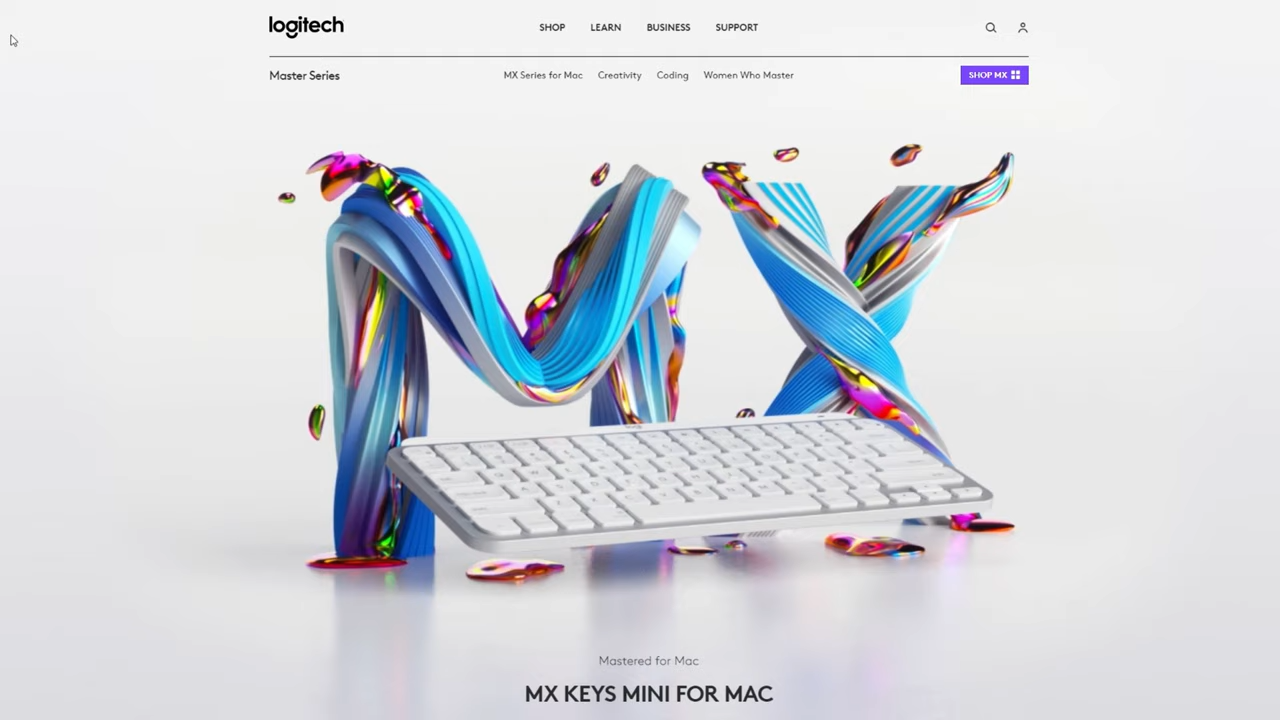 logitech
SHOP LEARN BUSINESS SUPPORT
Master Series
MX Series for Mac Creativity Coding Women Who Master
SHOP MX
MX
Mastered for Mac
MX KEYS MINI FOR MAC